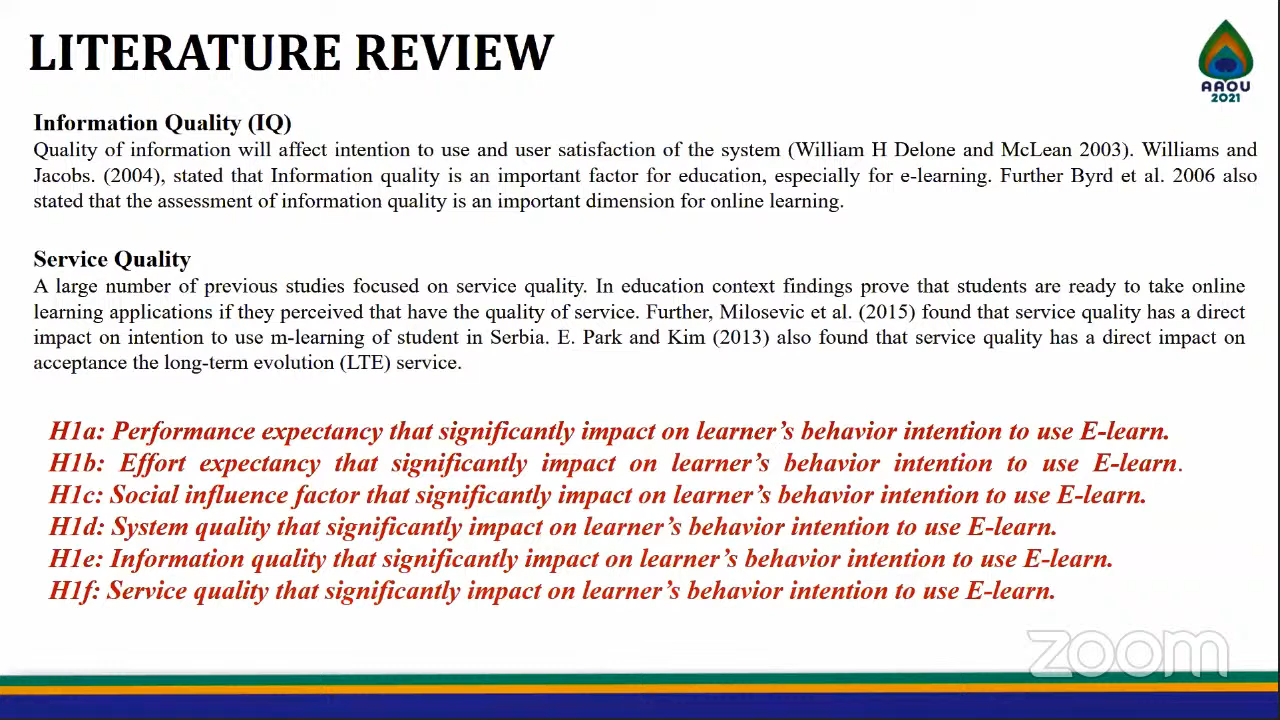 LITERATURE REVIEW
AAOU
2021
Information Quality (IQ)
Quality of information will affect intention to use and user satisfaction of the system (William H Delone and McLean 2003). Williams and
Jacobs. (2004), stated that Information quality is an important factor for education, especially for e-learning. Further Byrd et al. 2006 also
stated that the assessment of information quality is an important dimension for online learning.
Service Quality
A large number of previous studies focused on service quality. In education context findings prove that students are ready to take online
learning applications if they perceived that have the quality of service. Further, Milosevic et al. (2015) found that service quality has a direct
impact on intention to use m-learning of student in Serbia. E. Park and Kim (2013) also found that service quality has a direct impact on
acceptance the long-term evolution (LTE) service.
H1a: Performance expectancy that significantly impact on learner’s behavior intention to use E-learn.
H1b: Effort expectancy that significantly impact on learner’s behavior intention to use E-learn.
H1c: Social influence factor that significantly impact on learner’s behavior intention to use E-learn.
H1d: System quality that significantly impact on learner’s behavior intention to use E-learn.
H1e: Information quality that significantly impact on learner’s behavior intention to use E-learn.
H1f: Service quality that significantly impact on learner’s behavior intention to use E-learn.
zoom